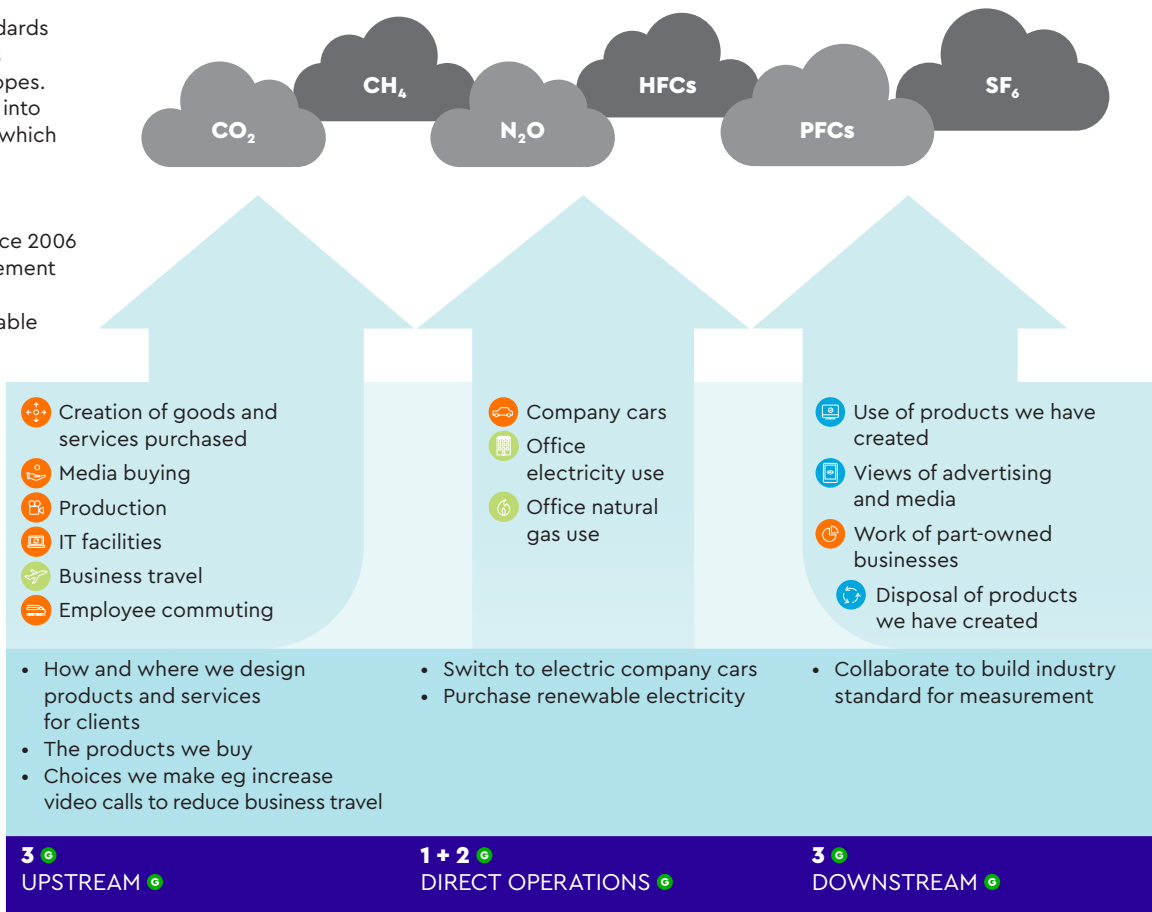 dards
opes.
into
which
ce 2006
ement
able
CH₄
HFCs
SF₆
CO₂
N₂O
PFCs
Creation of goods and
services purchased
Media buying
Production
IT facilities
Business travel
Employee commuting
Company cars
Office
electricity use
Office natural
gas use
Use of products we have
created
Views of advertising
and media
Work of part-owned
businesses
Disposal of products
we have created
• How and where we design
products and services
for clients
• The products we buy
• Choices we make eg increase
video calls to reduce business travel
• Switch to electric company cars
• Purchase renewable electricity
• Collaborate to build industry
standard for measurement
3 G
UPSTREAM G
1 + 2 G
DIRECT OPERATIONS G
3 G
DOWNSTREAM G